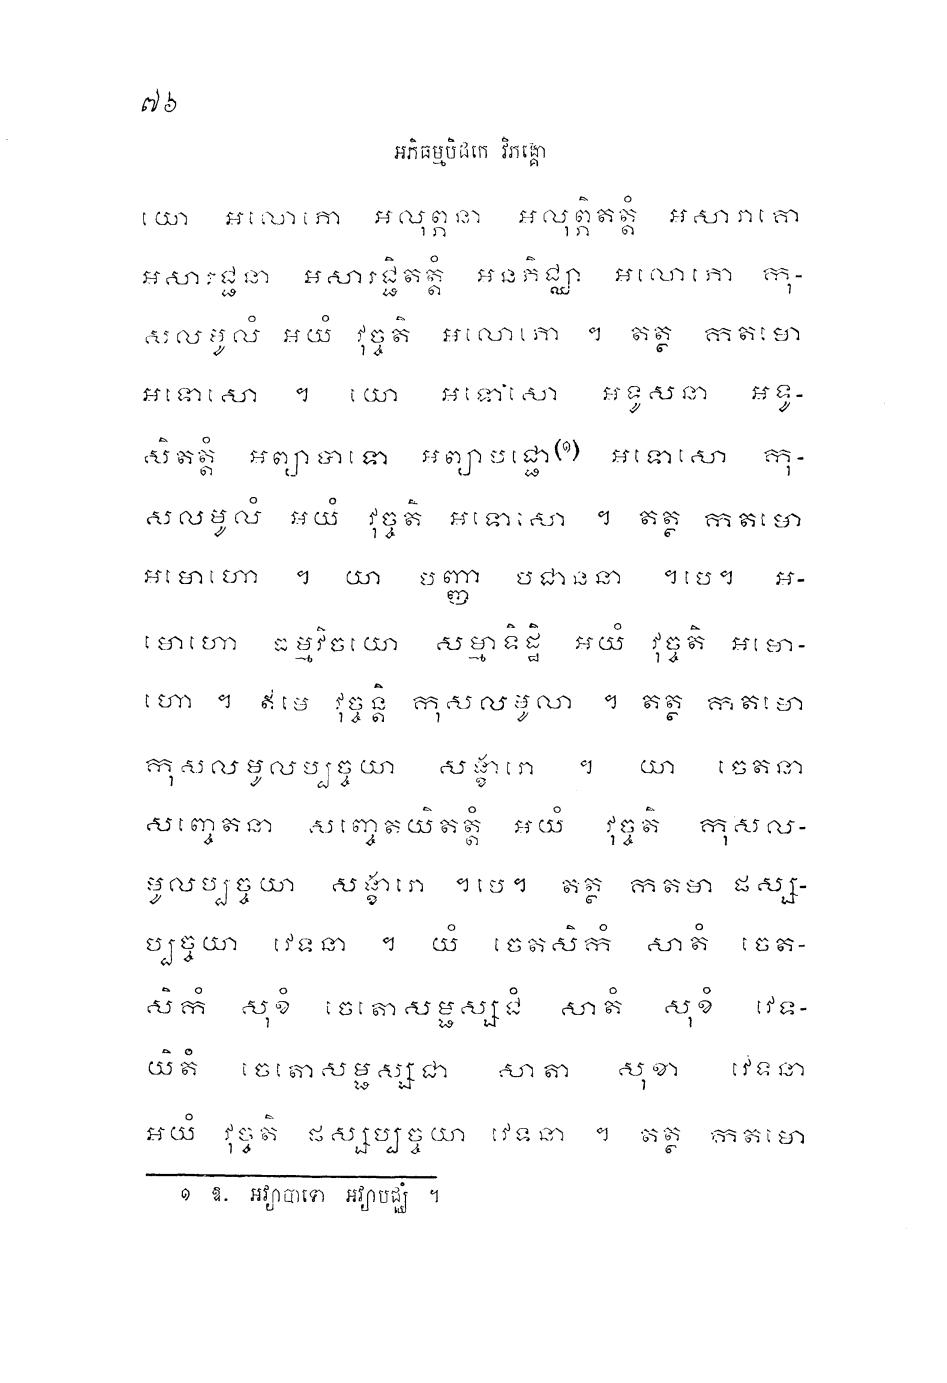 ៧៦
អភិធម្មបិដកេ វិភង្គោ
យោ អលោភោ អលុព្ភនា អលុព្ភិតត្តំ អសារាគោ
អសារជ្ជនា អសារជ្ជិតត្តំ អនភិជ្ឈា អលោភោ កុ-
សលមូលំ អយំ វុច្ចតិ អលោភោ ។ តត្ថ កតមោ
អទោសោ ។ យោ អទោសោ អទូសនា អទូ-
សិតត្តំ អព្យាបាទោ អព្យាបជ្ជោ(១) អទោសោ កុ-
សលមូលំ អយំ វុច្ចតិ អទោសោ ។ តត្ថ កតមោ
អមោហោ ។ យា បញ្ញា បជាននា ។បេ។ អ-
មោហោ ធម្មវិចយោ សម្មាទិដ្ឋិ អយំ វុច្ចតិ អមោ-
ហោ ។ ឥមេ វុច្ចន្តិ កុសលមូលា ។ តត្ថ កតមោ
កុសលមូលប្បច្ចយា សង្ខារោ ។ យា ចេតនា
សញ្ចេតនា សញ្ចេតយិតត្តំ អយំ វុច្ចតិ កុសល-
មូលប្បច្ចយា សង្ខារោ ។បេ។ តត្ថ កតមា ផស្ស-
ប្បច្ចយា វេទនា ។ យំ ចេតសិកំ សាតំ ចេត-
សិកំ សុខំ ចេតោសម្ផស្សជំ សាតំ សុខំ វេទ-
យិតំ ចេតោសម្ផស្សជា សាតា សុខា វេទនា
អយំ វុច្ចតិ ផស្សប្បច្ចយា វេទនា ។ តត្ថ កតមោ
១ ឱ. អវ្យាបាទោ អវ្យាបជ្ឈំ ។